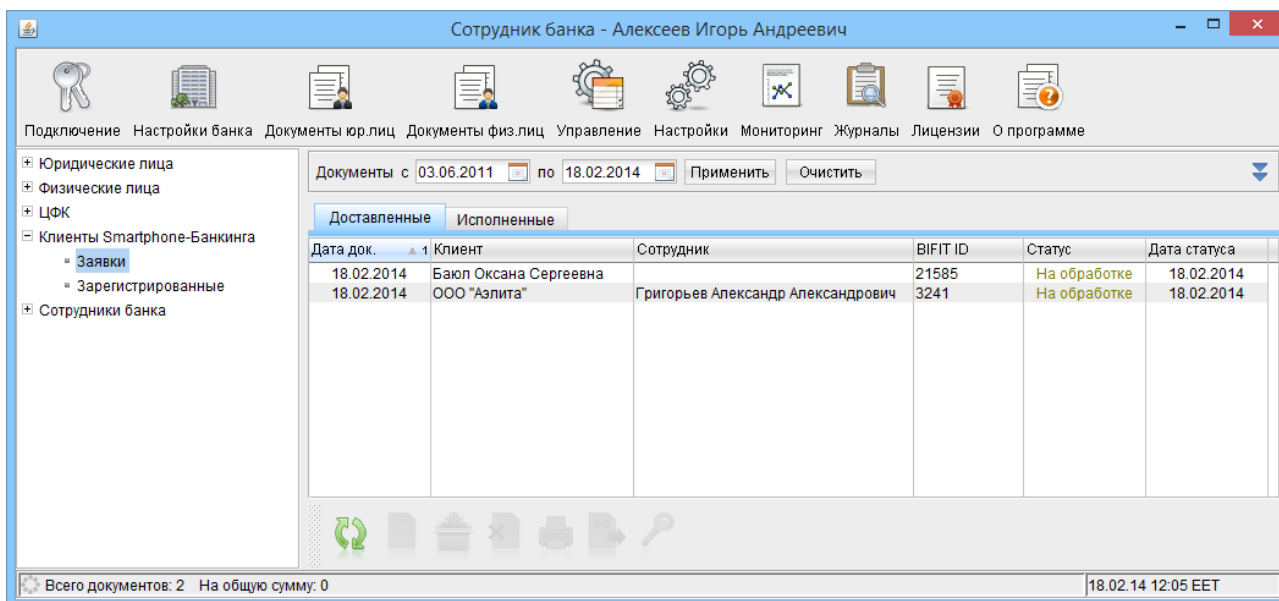 Сотрудник банка - Алексеев Игорь Андреевич
Подключение Настройки банка Документы юр.лиц Документы физ.лиц Управление Настройки Мониторинг Журналы Лицензии О программе
Юридические лица
Физические лица
ЦФК
Клиенты Smartphone-Банкинга
Заявки
Зарегистрированные
Сотрудники банка
Документы с 03.06.2011 по 18.02.2014 Применить Очистить
Доставленные Исполненные
Дата док. 1 Клиент Сотрудник BIFIT ID Статус Дата статуса
18.02.2014 Баюл Оксана Сергеевна 21585 На обработке 18.02.2014
18.02.2014 ООО "Аэлита" Григорьев Александр Александрович 3241 На обработке 18.02.2014
Всего документов: 2 На общую сумму: 0 18.02.14 12:05 EET